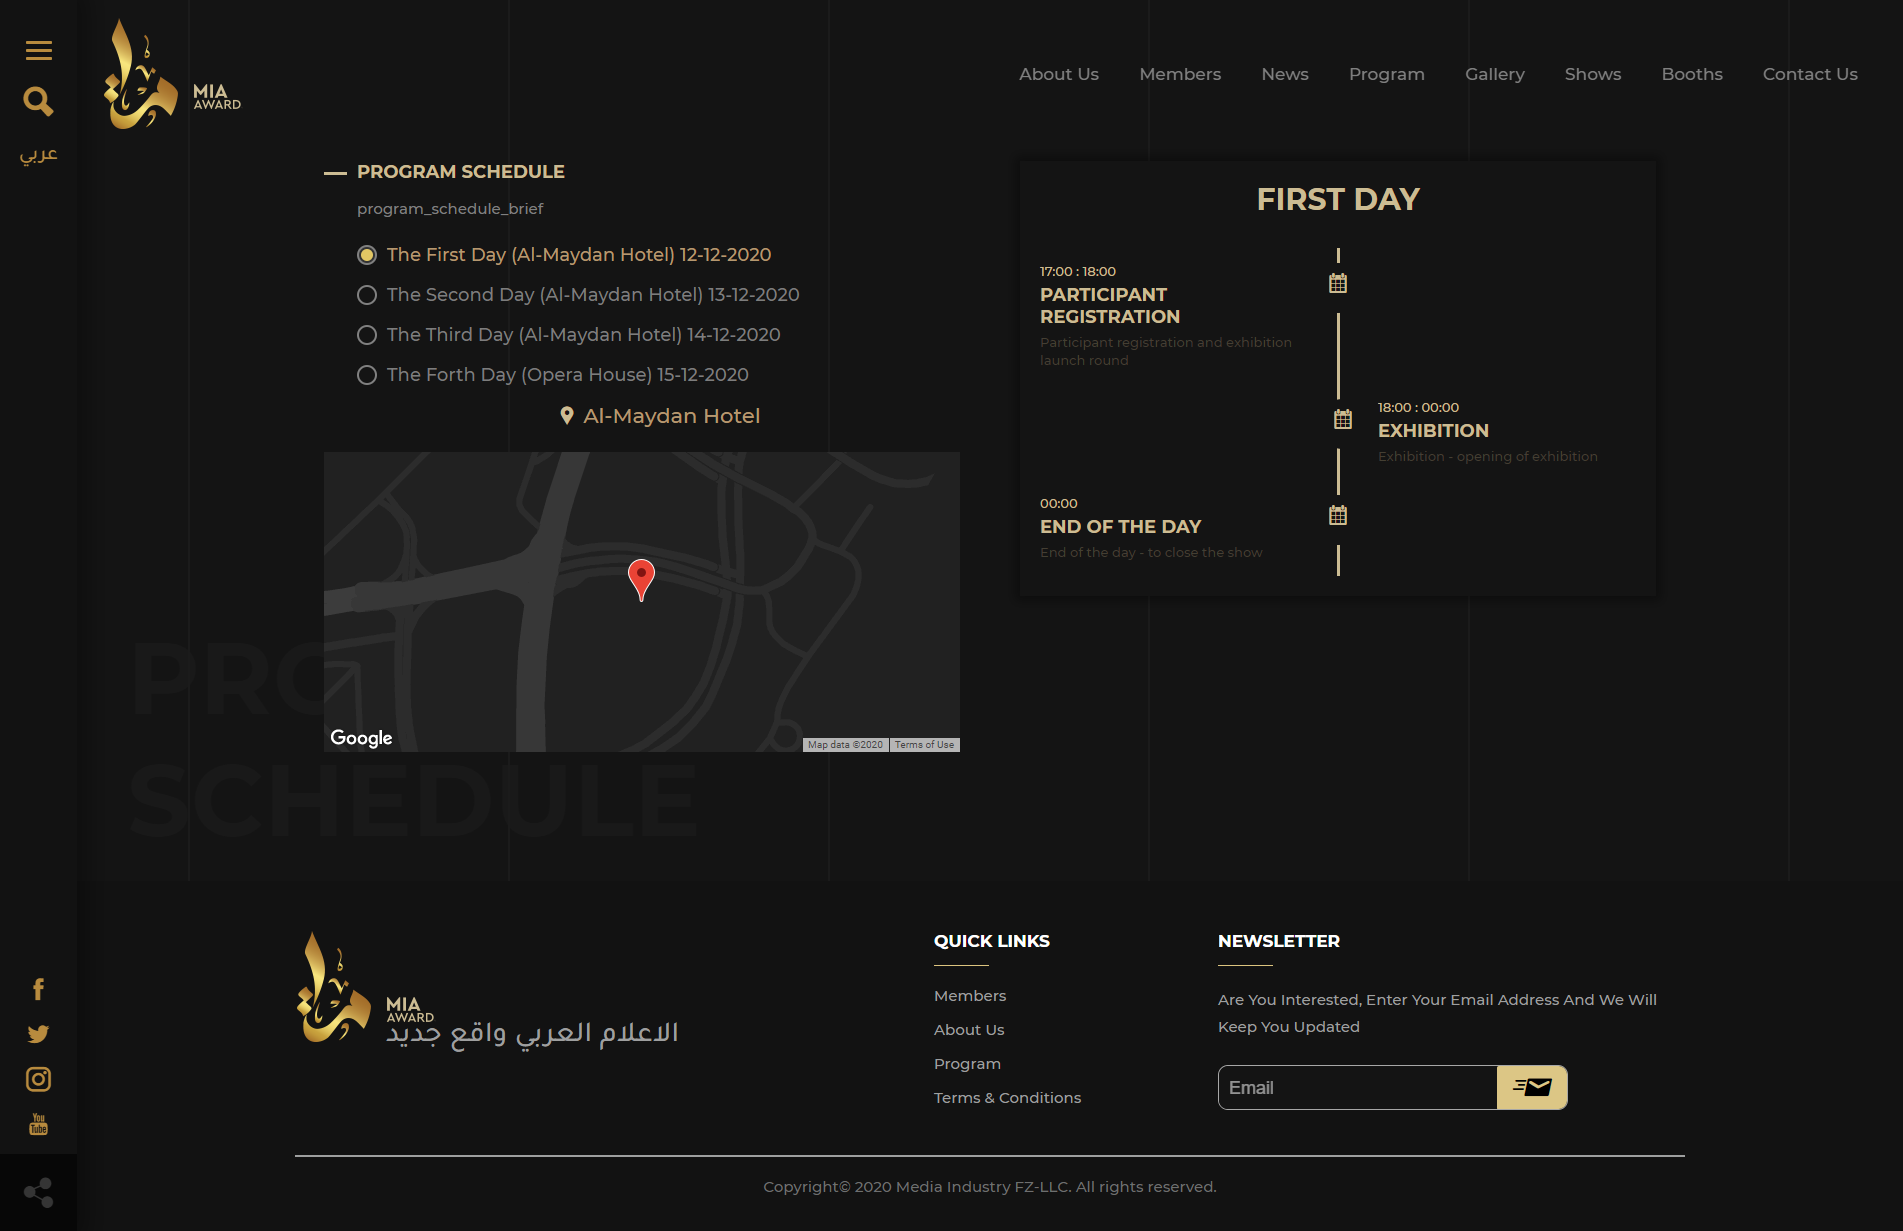 عربي
MIA
AWARD
About Us
Members
News
Program
Gallery
Shows
Booths
Contact Us
PROGRAM SCHEDULE
program_schedule_brief
The First Day (Al-Maydan Hotel) 12-12-2020
The Second Day (Al-Maydan Hotel) 13-12-2020
The Third Day (Al-Maydan Hotel) 14-12-2020
The Forth Day (Opera House) 15-12-2020
Al-Maydan Hotel
Google
Map data ©2020
Terms of Use
SCHEDULE
FIRST DAY
17:00 : 18:00
PARTICIPANT
REGISTRATION
Participant registration and exhibition
launch round
18:00 : 00:00
EXHIBITION
Exhibition - opening of exhibition
00:00
END OF THE DAY
End of the day - to close the show
You
Tube
MIA
AWARD
الاعلام العربي واقع جديد
QUICK LINKS
Members
About Us
Program
Terms & Conditions
NEWSLETTER
Are You Interested, Enter Your Email Address And We Will
Keep You Updated
Email
Copyright© 2020 Media Industry FZ-LLC. All rights reserved.